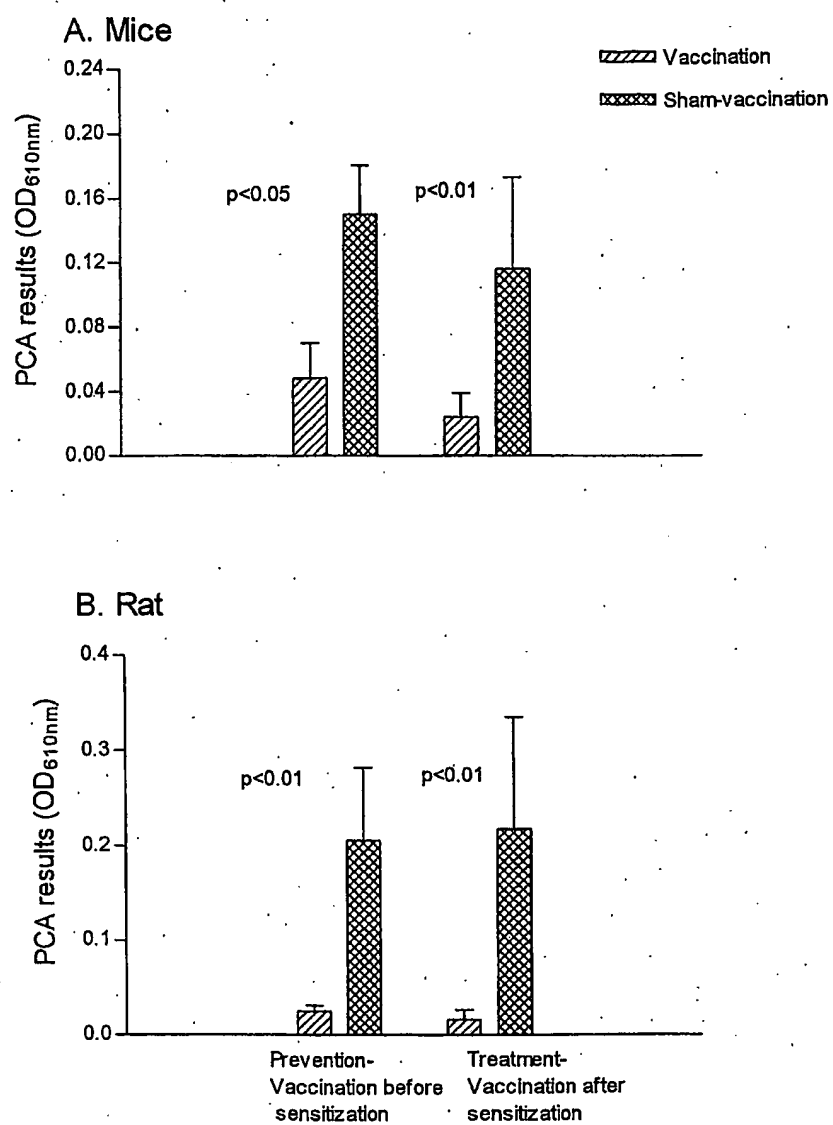 A. Mice
Vaccination
Sham-vaccination
PCA results (OD610nm)
0.24
0.20
0.16
0.12
0.08
0.04
0.00
p<0.05
p<0.01
B. Rat
PCA results (OD610nm)
0.4
0.3
0.2
0.1
0.0
p<0.01
p<0.01
Prevention-
Vaccination before
sensitization
Treatment-
Vaccination after
sensitization